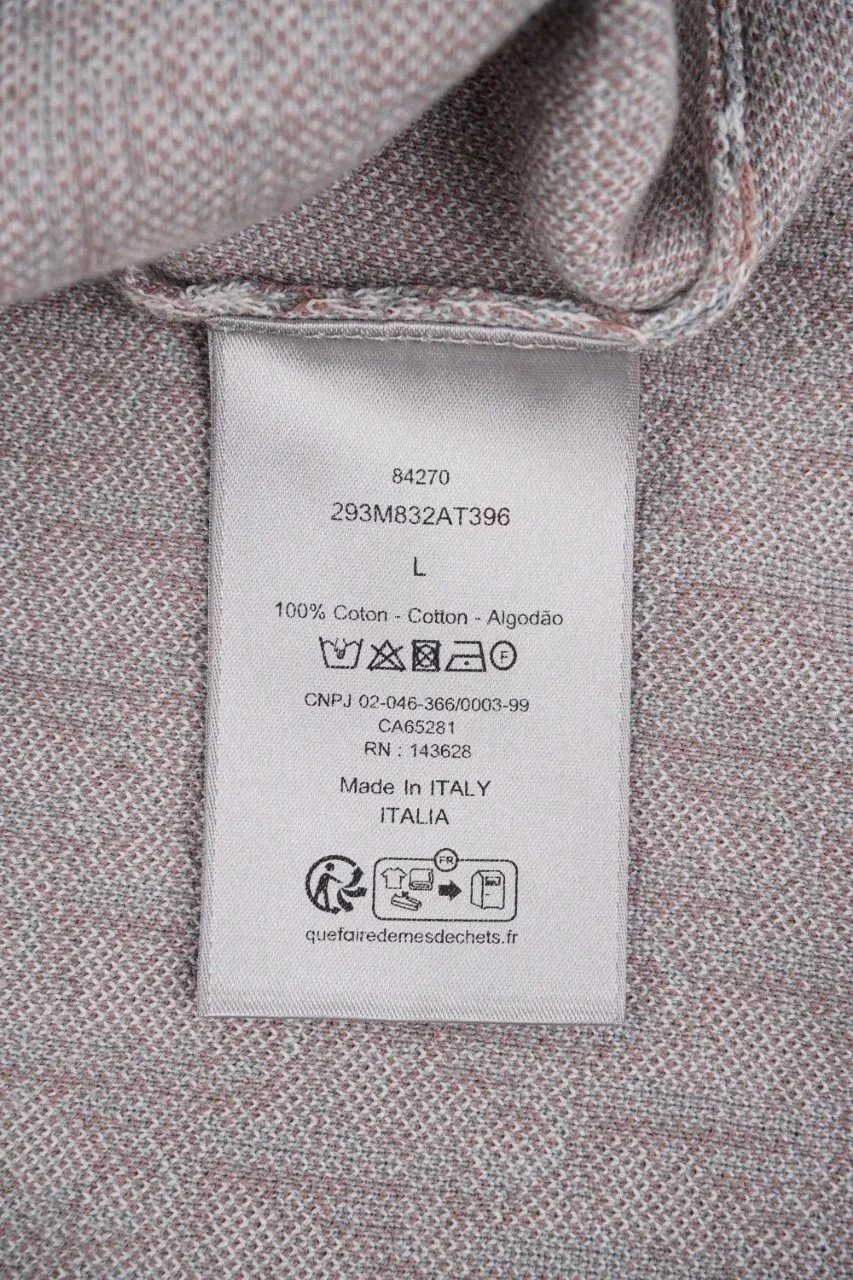 84270
293M832AT396
L
100% Coton - Cotton - Algodão
F
CNPJ 02-046-366/0003-99
CA65281
RN : 143628
Made In ITALY
ITALIA
FR
quefairedemesdechets.fr